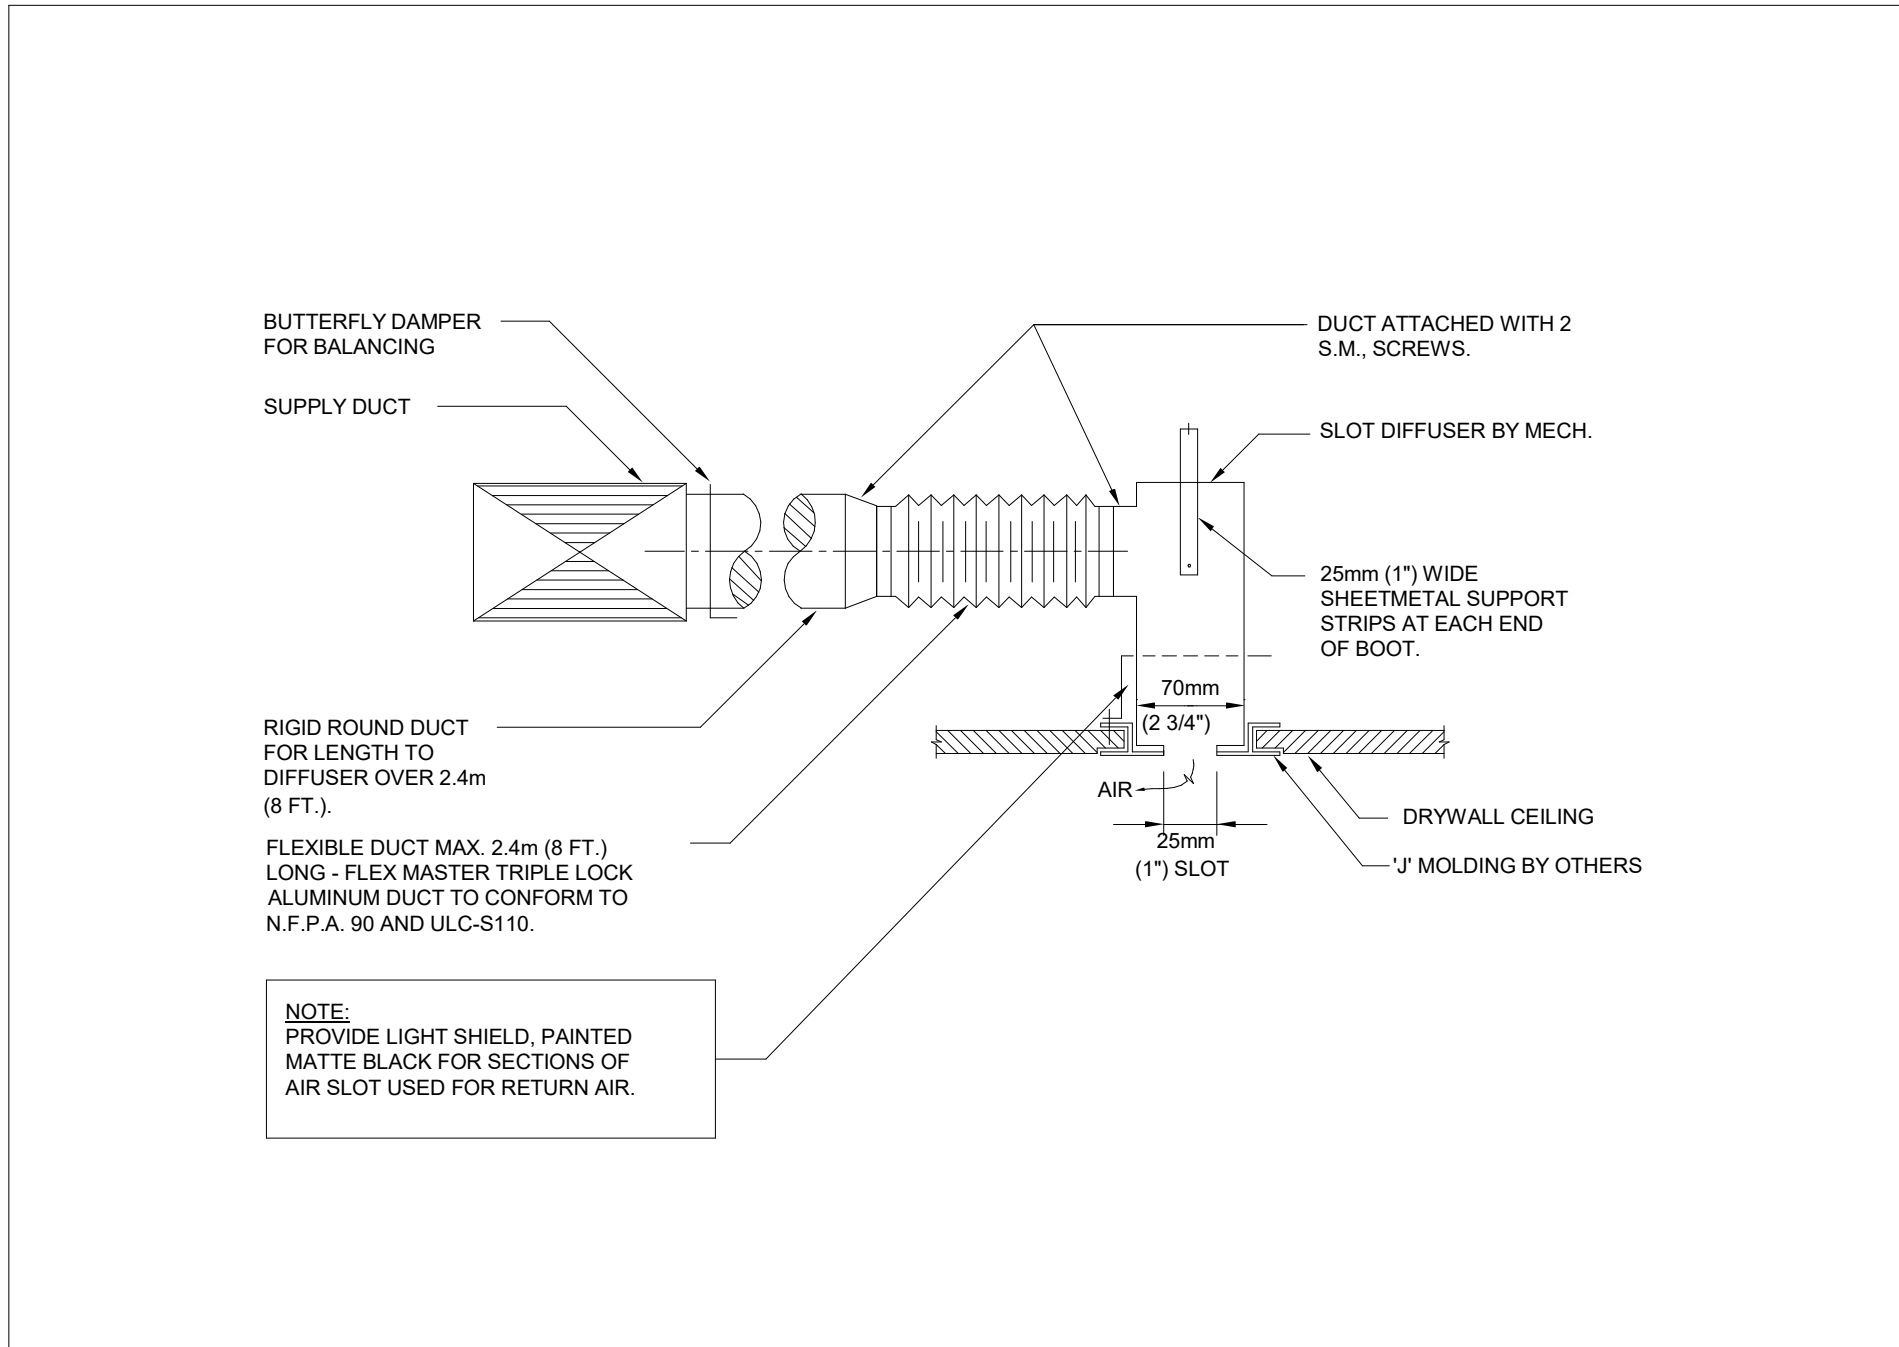 BUTTERFLY DAMPER
FOR BALANCING
SUPPLY DUCT
DUCT ATTACHED WITH 2
S.M., SCREWS.
SLOT DIFFUSER BY MECH.
25mm (1") WIDE
SHEETMETAL SUPPORT
STRIPS AT EACH END
OF BOOT.
70mm
(2 3/4")
RIGID ROUND DUCT
FOR LENGTH TO
DIFFUSER OVER 2.4m
(8 FT.).
AIR
25mm
(1") SLOT
DRYWALL CEILING
'J' MOLDING BY OTHERS
FLEXIBLE DUCT MAX. 2.4m (8 FT.)
LONG - FLEX MASTER TRIPLE LOCK
ALUMINUM DUCT TO CONFORM TO
N.F.P.A. 90 AND ULC-S110.
NOTE:
PROVIDE LIGHT SHIELD, PAINTED
MATTE BLACK FOR SECTIONS OF
AIR SLOT USED FOR RETURN AIR.